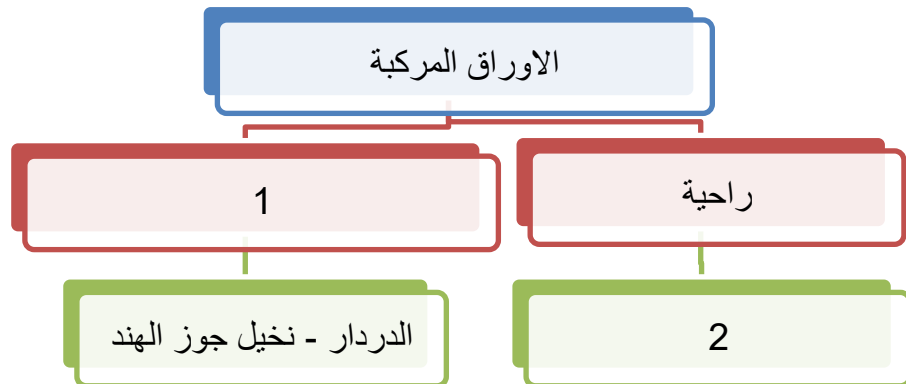 الاوراق المركبة
راحية
1
2
الدردار - نخيل جوز الهند